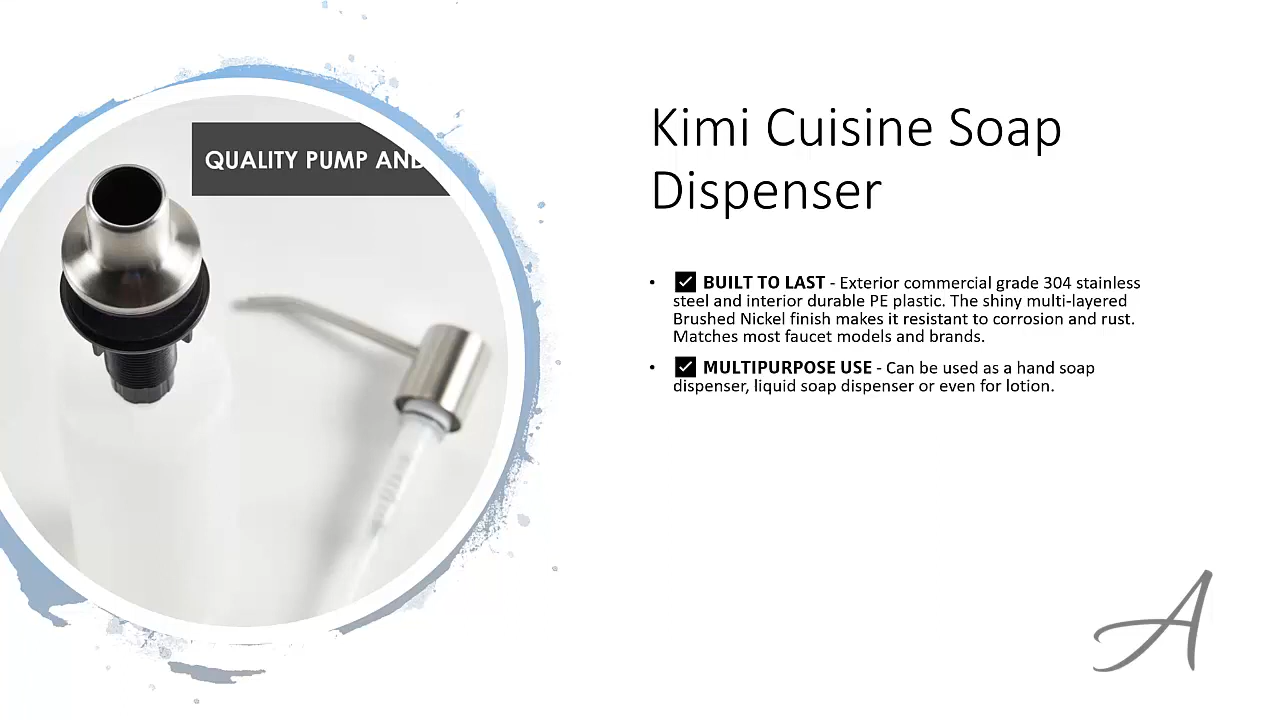 QUALITY PUMP AND
Kimi Cuisine Soap
Dispenser
• ☑ BUILT TO LAST - Exterior commercial grade 304 stainless
steel and interior durable PE plastic. The shiny multi-layered
Brushed Nickel finish makes it resistant to corrosion and rust.
Matches most faucet models and brands.
• ☑ MULTIPURPOSE USE - Can be used as a hand soap
dispenser, liquid soap dispenser or even for lotion.
A